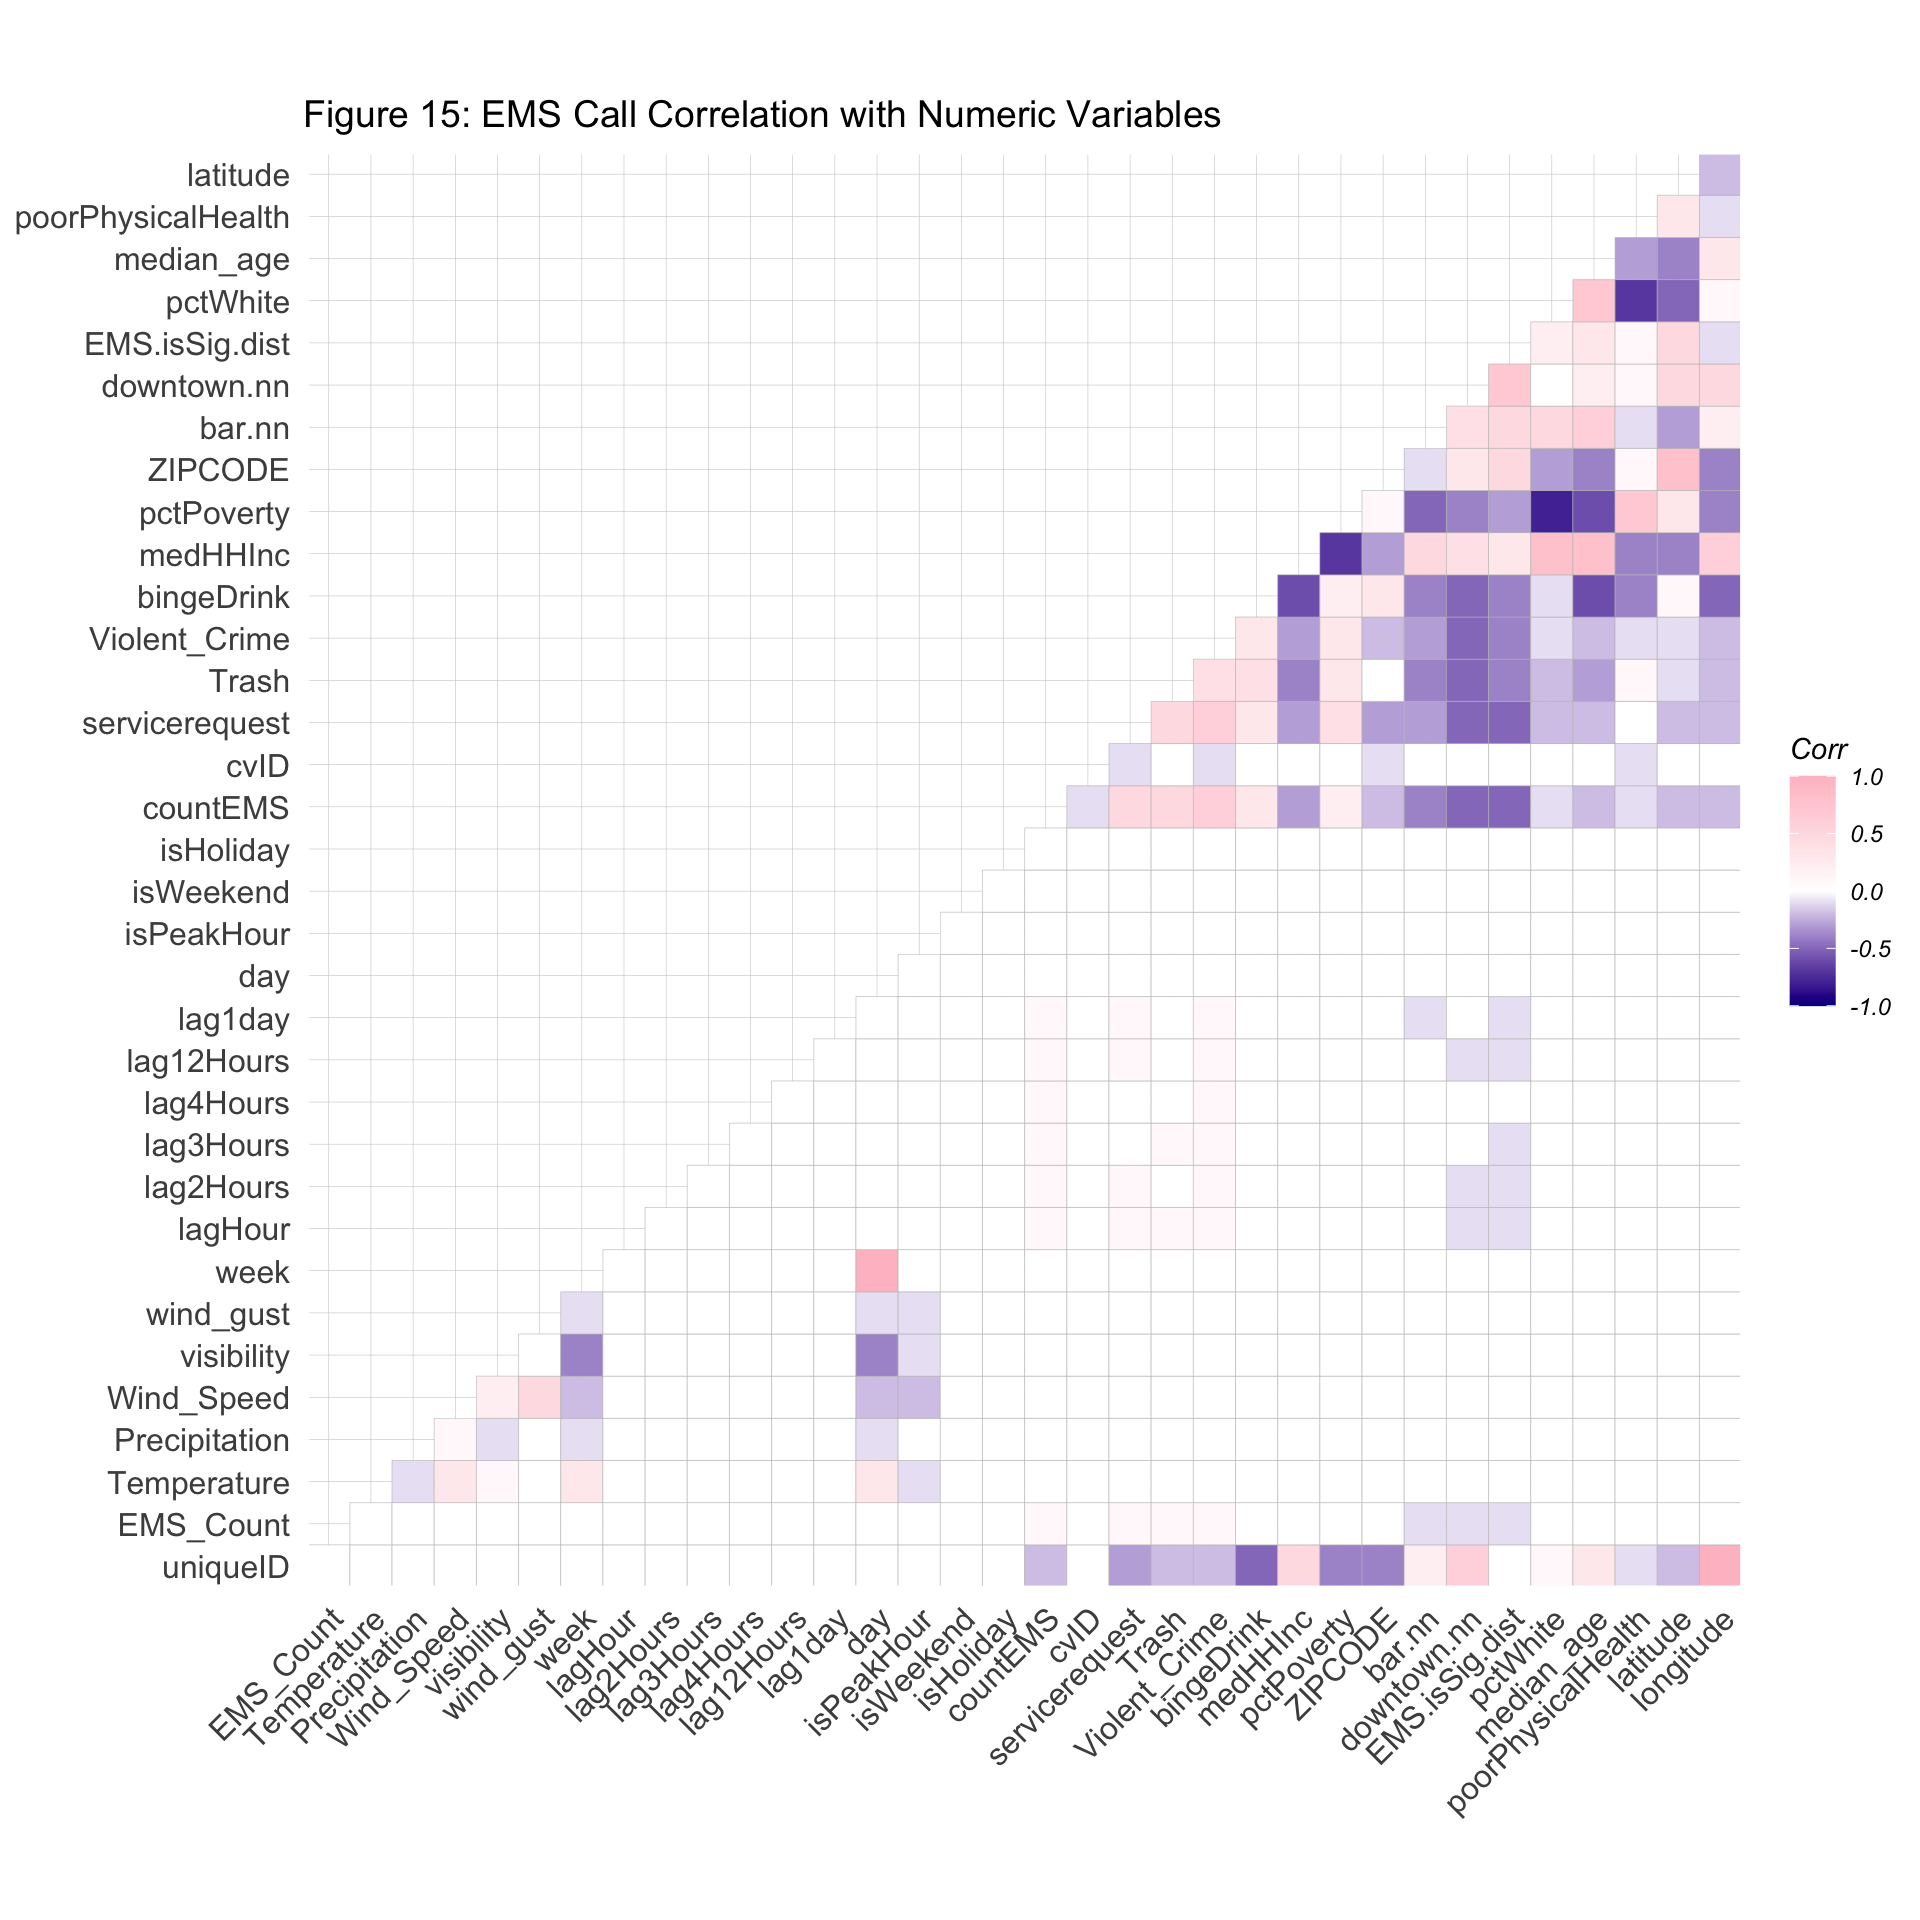 Figure 15: EMS Call Correlation with Numeric Variables
latitude
poorPhysicalHealth
median_age
pctWhite
EMS.isSig.dist
downtown.nn
bar.nn
ZIPCODE
pctPoverty
medHHInc
bingeDrink
Violent_Crime
Trash
servicerequest
cvID
countEMS
isHoliday
isWeekend
isPeakHour
day
lag1day
lag12Hours
lag4Hours
lag3Hours
lag2Hours
lagHour
week
wind_gust
visibility
Wind_Speed
Precipitation
Temperature
EMS_Count
uniqueID
EMS_Count
Temperature
Precipitation
Wind_Speed
visibility
wind_gust
week
lagHour
lag2Hours
lag3Hours
lag4Hours
lag12Hours
lag1day
day
isPeakHour
isWeekend
isHoliday
countEMS
cvID
servicerequest
Trash
Violent_Crime
bingeDrink
medHHInc
pctPoverty
ZIPCODE
bar.nn
downtown.nn
EMS.isSig.dist
pctWhite
median_age
poorPhysicalHealth
latitude
longitude
Corr
1.0
0.5
0.0
-0.5
-1.0